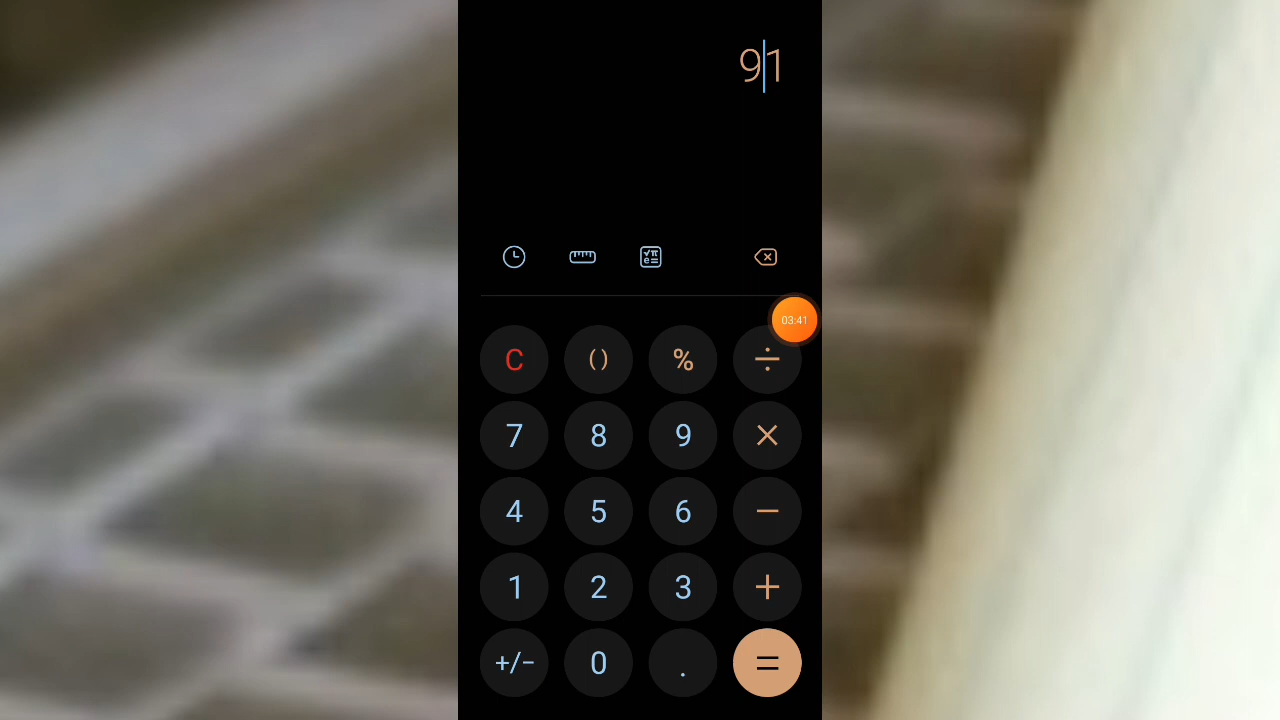 91
03:41
C () % ÷
7 8 9 ×
4 5 6 −
1 2 3 +
+/− 0 . =